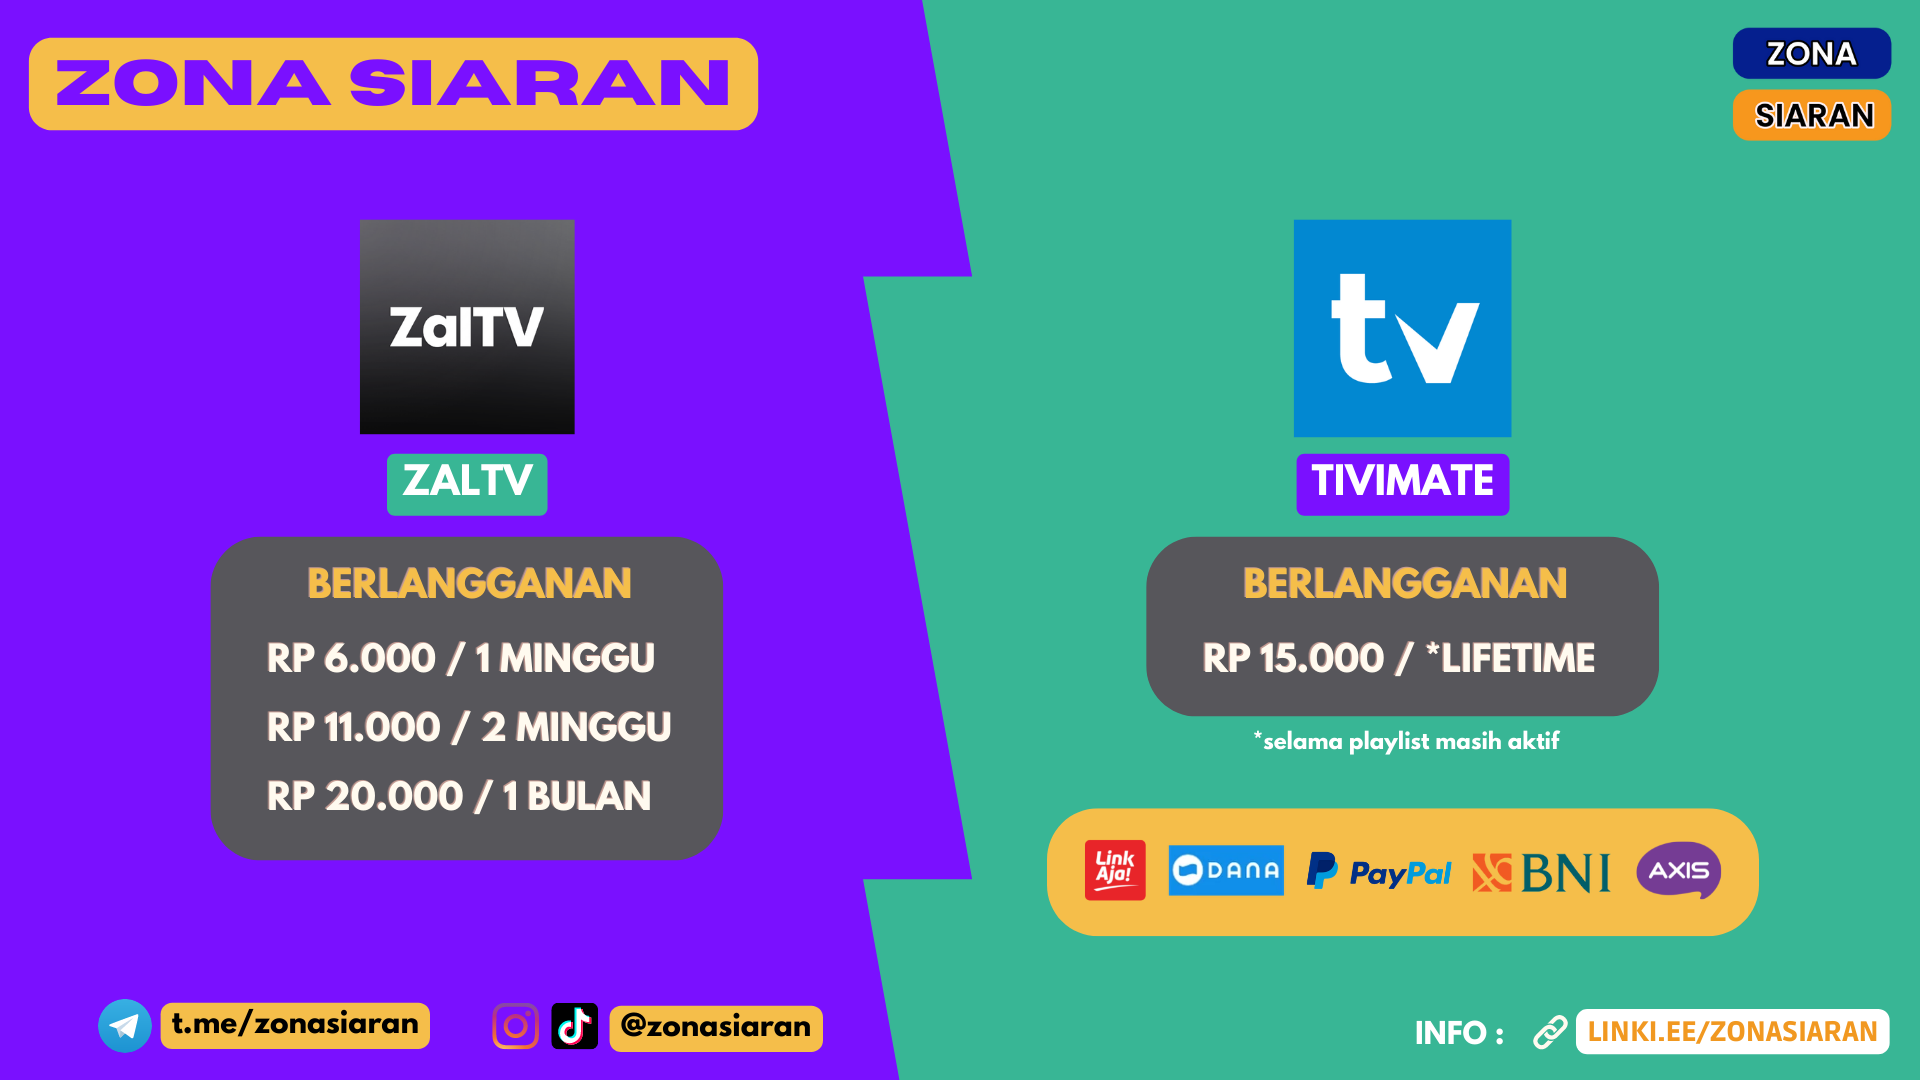 ZONA SIARAN
ZONA
SIARAN
ZalTV
ZALTV
BERLANGGANAN
RP 6.000 / 1 MINGGU
RP 11.000 / 2 MINGGU
RP 20.000 / 1 BULAN
tv
TIVIMATE
BERLANGGANAN
RP 15.000 / *LIFETIME
*selama playlist masih aktif
Link
Aja!
DANA
PayPal
BNI
AXIS
t.me/zonasiaran
@zonasiaran
INFO :
LINKI.EE/ZONASIARAN